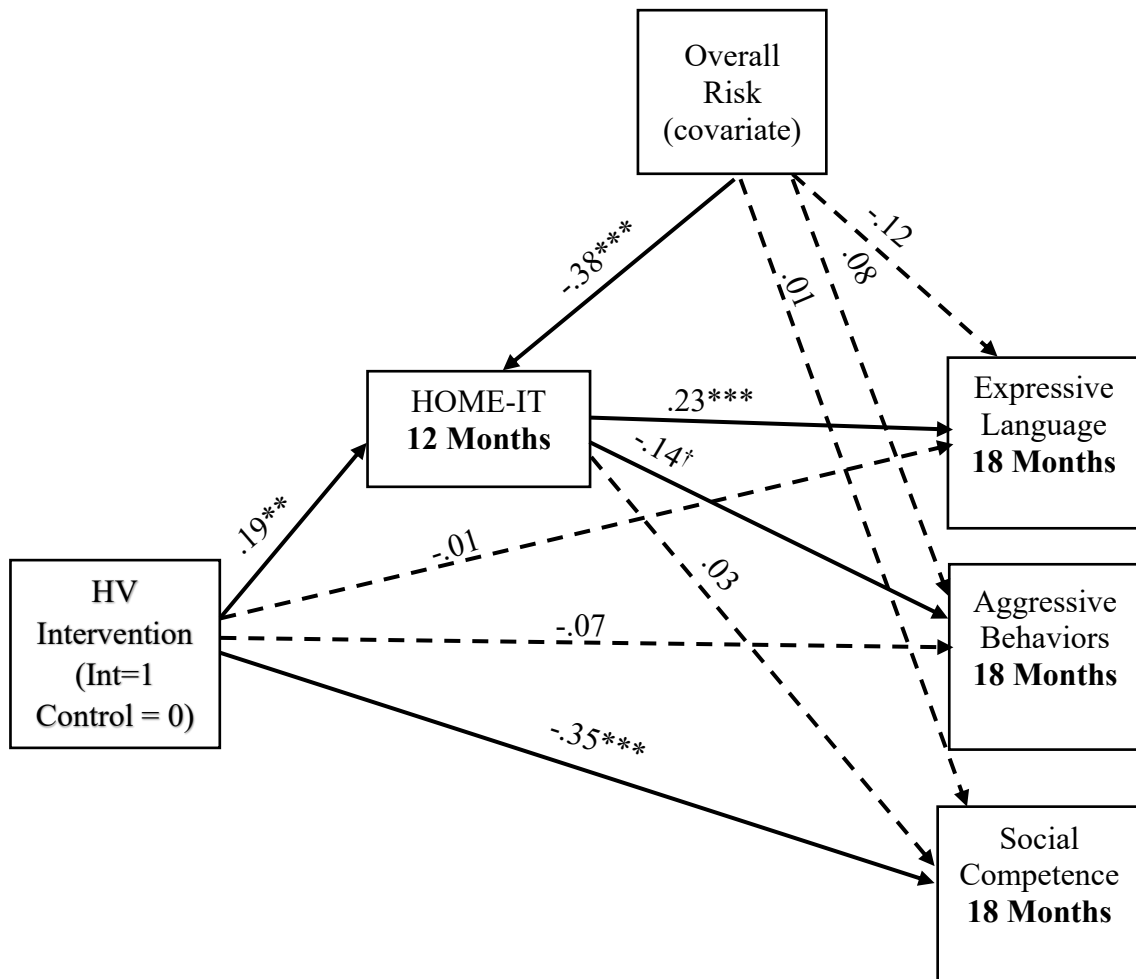 Overall
Risk
(covariate)
-.38***
-.12
.08
.01
HOME-IT
12 Months
.23***
-.14†
.03
Expressive
Language
18 Months
.19**
-.01
-.07
-.35***
HV
Intervention
(Int=1
Control = 0)
Aggressive
Behaviors
18 Months
Social
Competence
18 Months